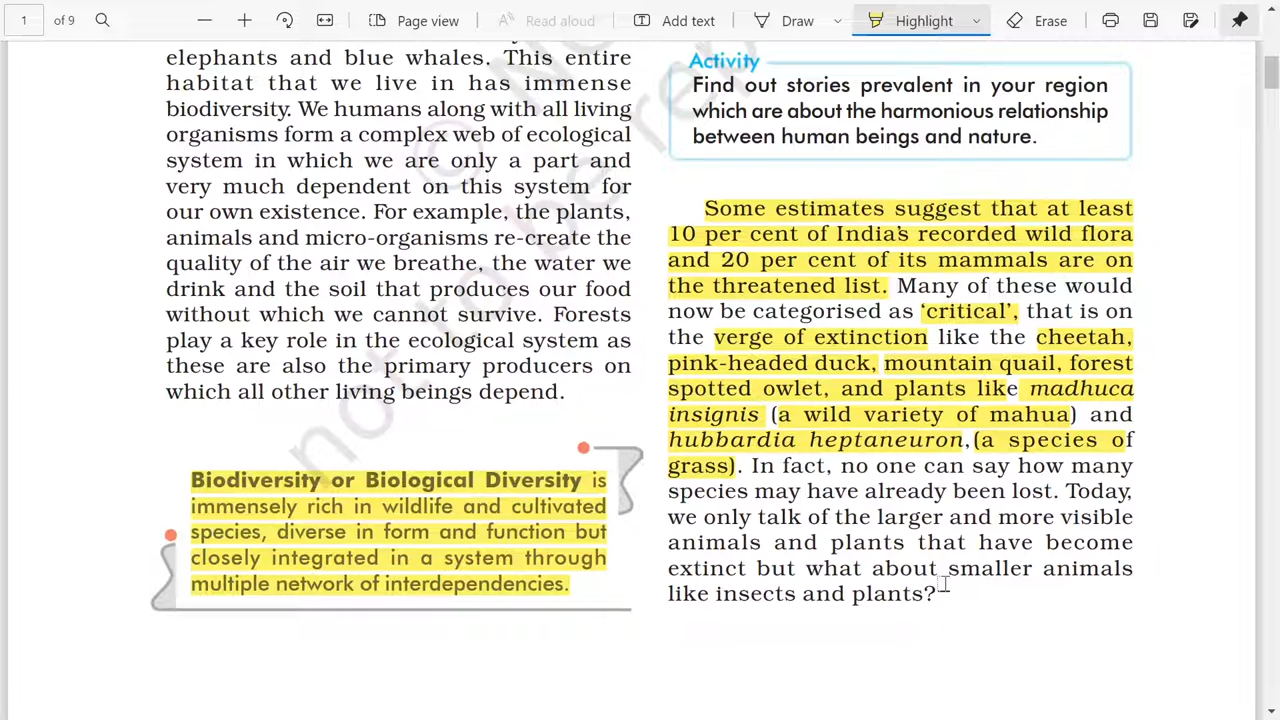 1 of 9 Page view Read aloud Add text Draw Highlight Erase
elephants and blue whales. This entire
habitat that we live in has immense
biodiversity. We humans along with all living
organisms form a complex web of ecological
system in which we are only a part and
very much dependent on this system for
our own existence. For example, the plants,
animals and micro-organisms re-create the
quality of the air we breathe, the water we
drink and the soil that produces our food
without which we cannot survive. Forests
play a key role in the ecological system as
these are also the primary producers on
which all other living beings depend.
Biodiversity or Biological Diversity is
immensely rich in wildlife and cultivated
species, diverse in form and function but
closely integrated in a system through
multiple network of interdependencies.
Activity
Find out stories prevalent in your region
which are about the harmonious relationship
between human beings and nature.
Some estimates suggest that at least
10 per cent of India's recorded wild flora
and 20 per cent of its mammals are on
the threatened list. Many of these would
now be categorised as ‘critical’, that is on
the verge of extinction like the cheetah,
pink-headed duck, mountain quail, forest
spotted owlet, and plants like madhuca
insignis (a wild variety of mahua) and
hubbardia heptaneuron,(a species of
grass). In fact, no one can say how many
species may have already been lost. Today,
we only talk of the larger and more visible
animals and plants that have become
extinct but what about smaller animals
like insects and plants?
© N
not to be re